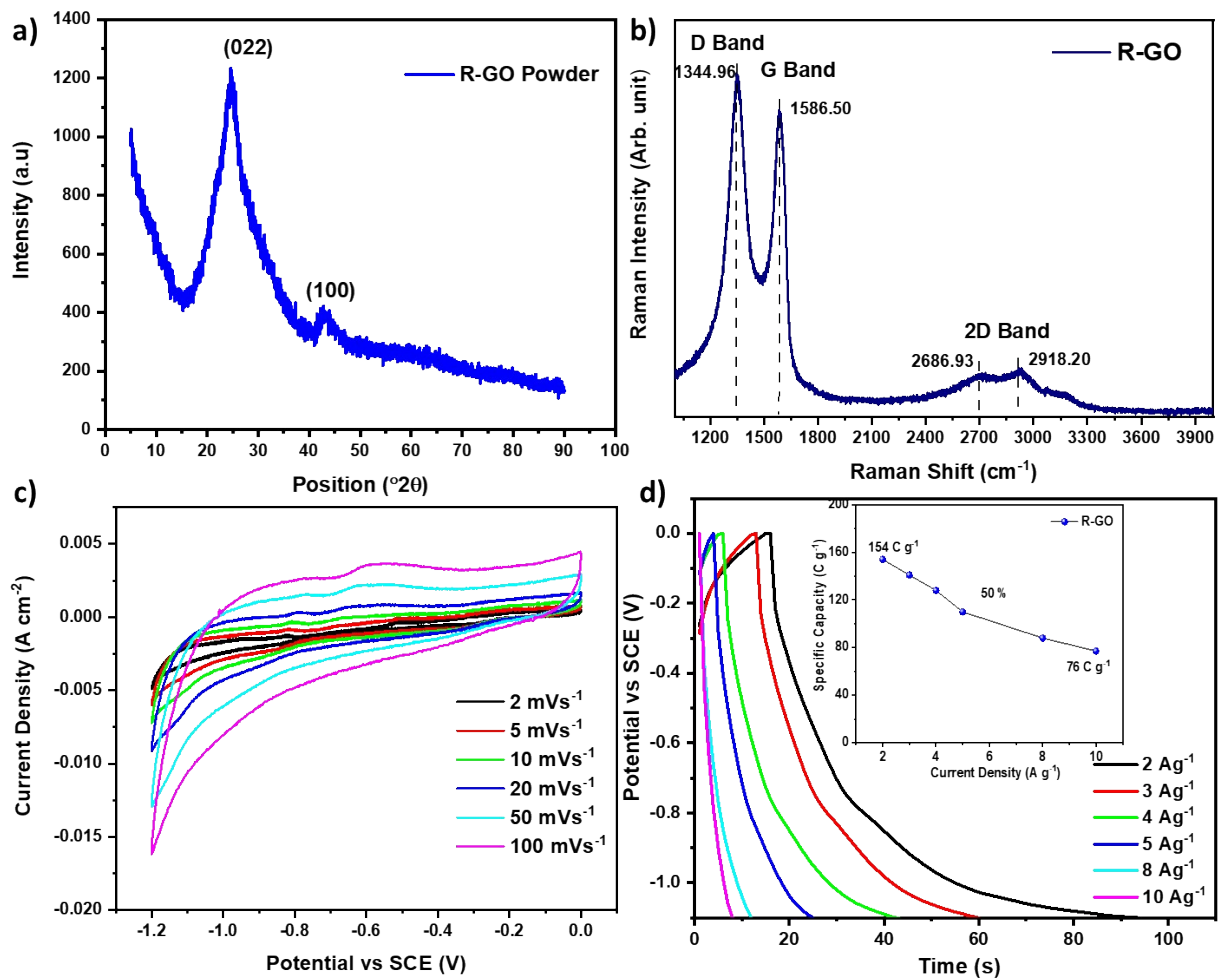 a)
(022)
R-GO Powder
(100)
Intensity (a.u)
1400
1200
1000
800
600
400
200
0
0 10 20 30 40 50 60 70 80 90 100
Position (°2θ)
b)
D Band
1344.96
G Band
1586.50
R-GO
2D Band
2686.93
2918.20
Raman Intensity (Arb. unit)
1200 1500 1800 2100 2400 2700 3000 3300 3600 3900
Raman Shift (cm-1)
c)
Current Density (A cm-2)
0.005
0.000
-0.005
-0.010
-0.015
-0.020
2 mVs-1
5 mVs-1
10 mVs-1
20 mVs-1
50 mVs-1
100 mVs-1
-1.2 -1.0 -0.8 -0.6 -0.4 -0.2 0.0
Potential vs SCE (V)
d)
Potential vs SCE (V)
0.0
-0.2
-0.4
-0.6
-0.8
-1.0
Specific Capacity (C g-1)
200
160
120
80
40
0
R-GO
154 C g-1
50 %
76 C g-1
2 4 6 8 10
Current Density (A g-1)
2 Ag-1
3 Ag-1
4 Ag-1
5 Ag-1
8 Ag-1
10 Ag-1
0 20 40 60 80 100
Time (s)